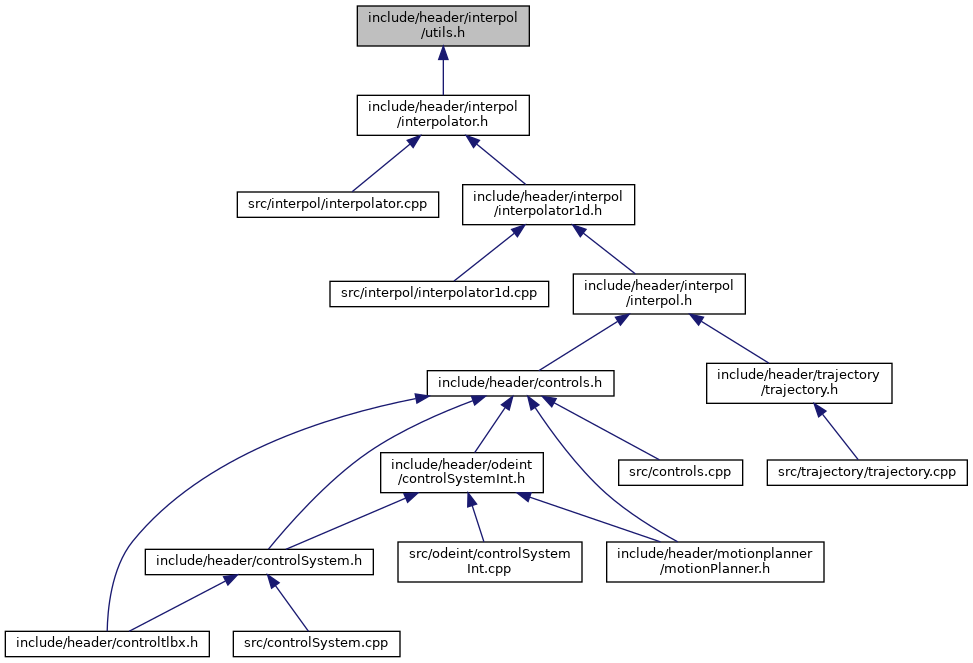 include/header/interpol
/utils.h
include/header/interpol
/interpolator.h
src/interpol/interpolator.cpp
include/header/interpol
/interpolator1d.h
src/interpol/interpolator1d.cpp
include/header/interpol
/interpol.h
include/header/controls.h
include/header/trajectory
/trajectory.h
include/header/odeint
/controlSystemInt.h
src/controls.cpp
src/trajectory/trajectory.cpp
include/header/controlSystem.h
src/odeint/controlSystem
Int.cpp
include/header/motionplanner
/motionPlanner.h
include/header/controltlbx.h
src/controlSystem.cpp